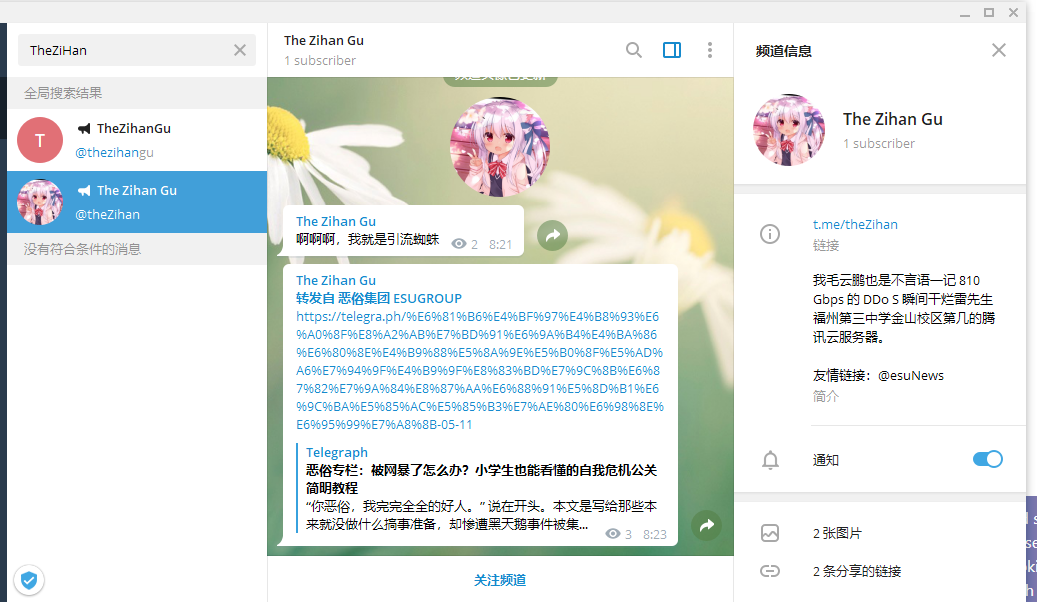 TheZiHan
全局搜索结果
T
TheZihanGu
@thezihangu
The Zihan Gu
@theZihan
没有符合条件的消息
The Zihan Gu
1 subscriber
The Zihan Gu
啊啊啊，我就是引流蜘蛛
2 8:21
The Zihan Gu
转发自 恶俗集团 ESUGROUP
https://telegra.ph/%E6%81%B6%E4%BF%97%E4%B8%93%E6
%A0%8F%E8%A2%AB%E7%BD%91%E6%9A%B4%E4%BA%86
%E6%80%8E%E4%B9%88%E5%8A%9E%E5%B0%8F%E5%AD%
A6%E7%94%9F%E4%B9%9F%E8%83%BD%E7%9C%8B%E6%
87%82%E7%9A%84%E8%87%AA%E6%88%91%E5%8D%B1%E6
%9C%BA%E5%85%AC%E5%85%B3%E7%AE%80%E6%98%8E%
E6%95%99%E7%A8%8B-05-11
Telegraph
恶俗专栏：被网暴了怎么办？小学生也能看懂的自我危机公关
简明教程
“你恶俗，我完完全全的好人。” 说在开头。本文是写给那些本
来就没做什么搞事准备，却惨遭黑天鹅事件被集...
3 8:23
关注频道
频道信息
The Zihan Gu
1 subscriber
t.me/theZihan
链接
我毛云鹏也是不言语一记 810
Gbps 的 DDo S 瞬间干烂雷先生
福州第三中学金山校区第几的腾
讯云服务器。
友情链接：@esuNews
简介
通知
2 张图片
2 条分享的链接